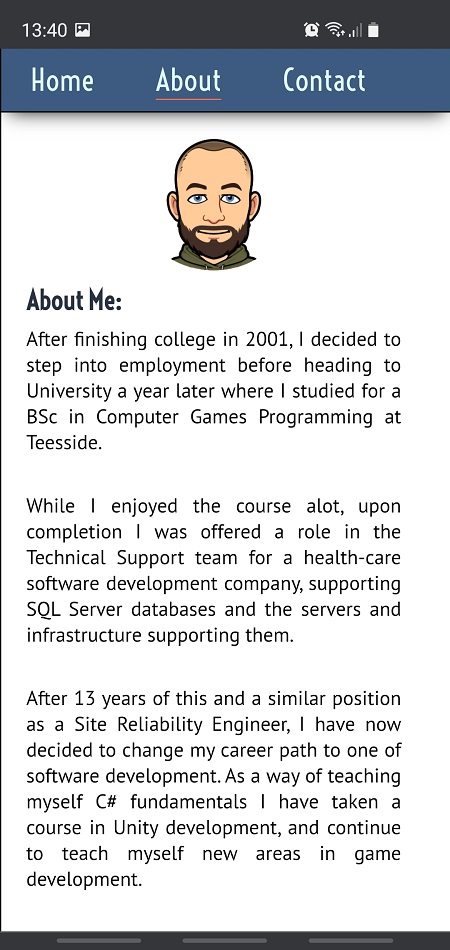 13:40
Home About Contact
About Me:
After finishing college in 2001, I decided to
step into employment before heading to
University a year later where I studied for a
BSc in Computer Games Programming at
Teesside.
While I enjoyed the course alot, upon
completion I was offered a role in the
Technical Support team for a health-care
software development company, supporting
SQL Server databases and the servers and
infrastructure supporting them.
After 13 years of this and a similar position
as a Site Reliability Engineer, I have now
decided to change my career path to one of
software development. As a way of teaching
myself C# fundamentals I have taken a
course in Unity development, and continue
to teach myself new areas in game
development.